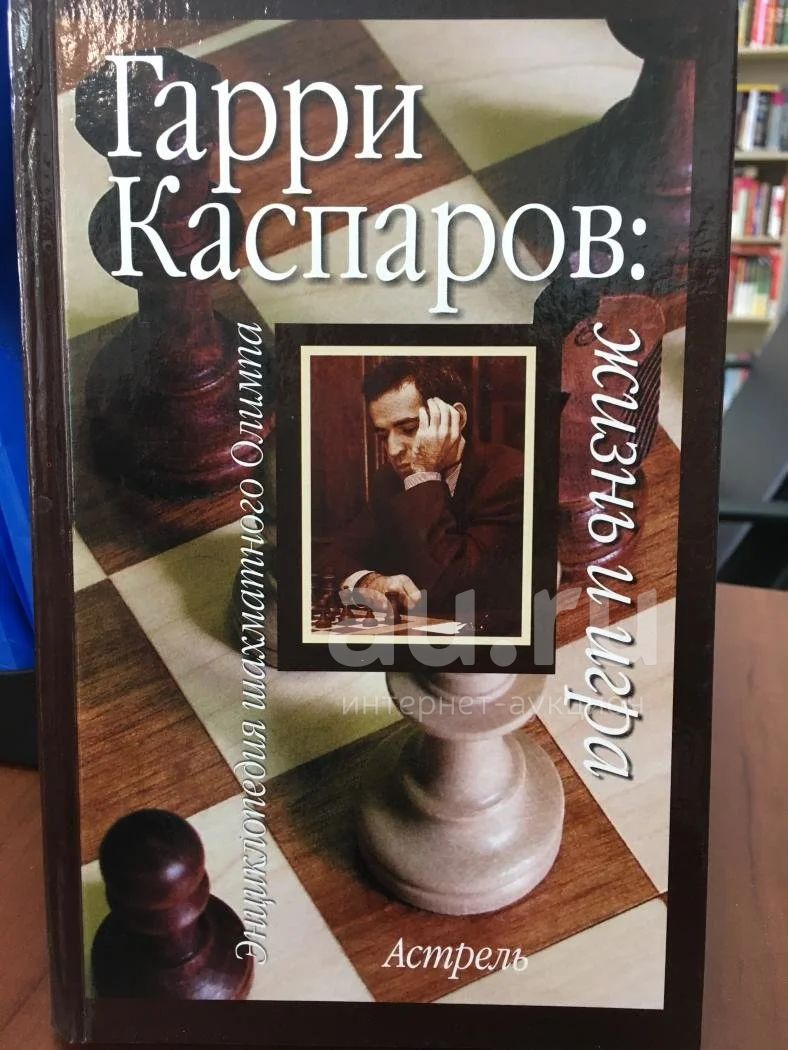 Гарри
Каспаров:
жизнь и игра
Энциклопедия шахматного Олимпа
Астрель
au.ru
интернет-аукцион